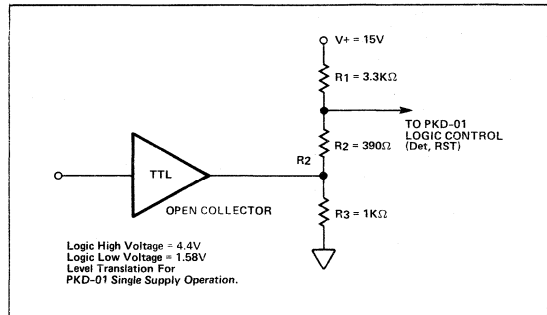 V+ = 15V
R1 = 3.3KΩ
TO PKD-01
LOGIC CONTROL
(Det, RST)
R2 = 390Ω
R2
TTL
OPEN COLLECTOR
R3 = 1KΩ
Logic High Voltage = 4.4V
Logic Low Voltage = 1.58V
Level Translation For
PKD-01 Single Supply Operation.